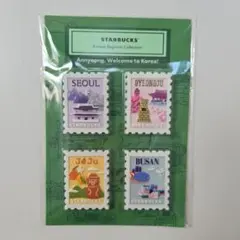 STARBUCKS
Annyeong, Welcome to Korea!
SEOUL
GYEONGJU
JEJU
BUSAN